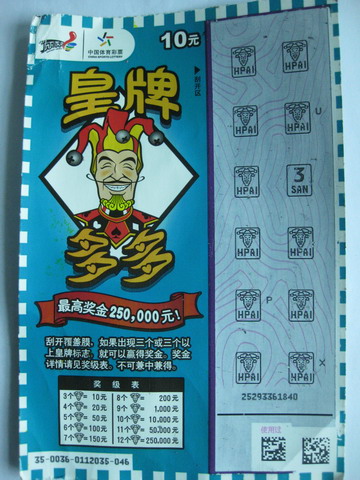 顶呱刮
中国体育彩票
CHINA SPORTS LOTTERY
10元
刮开区
皇牌
多多
最高奖金250,000元!
刮开覆盖膜,如果出现三个或三个以
上皇牌标志,就可以赢得奖金。奖金
详情请见奖级表。不可兼中兼得。
奖 级 表
3个=10元 8个=200元
4个=20元 9个=1,000元
5个=50元 10个=10,000元
6个=100元 11个=50,000元
7个=150元 12个=250,000元
35-0036-0112035-046
HPAI HPAI
HPAI HPAI U
HPAI 3 SAN
HPAI HPAI
HPAI P HPAI
HPAI HPAI X
25293361840
使用区